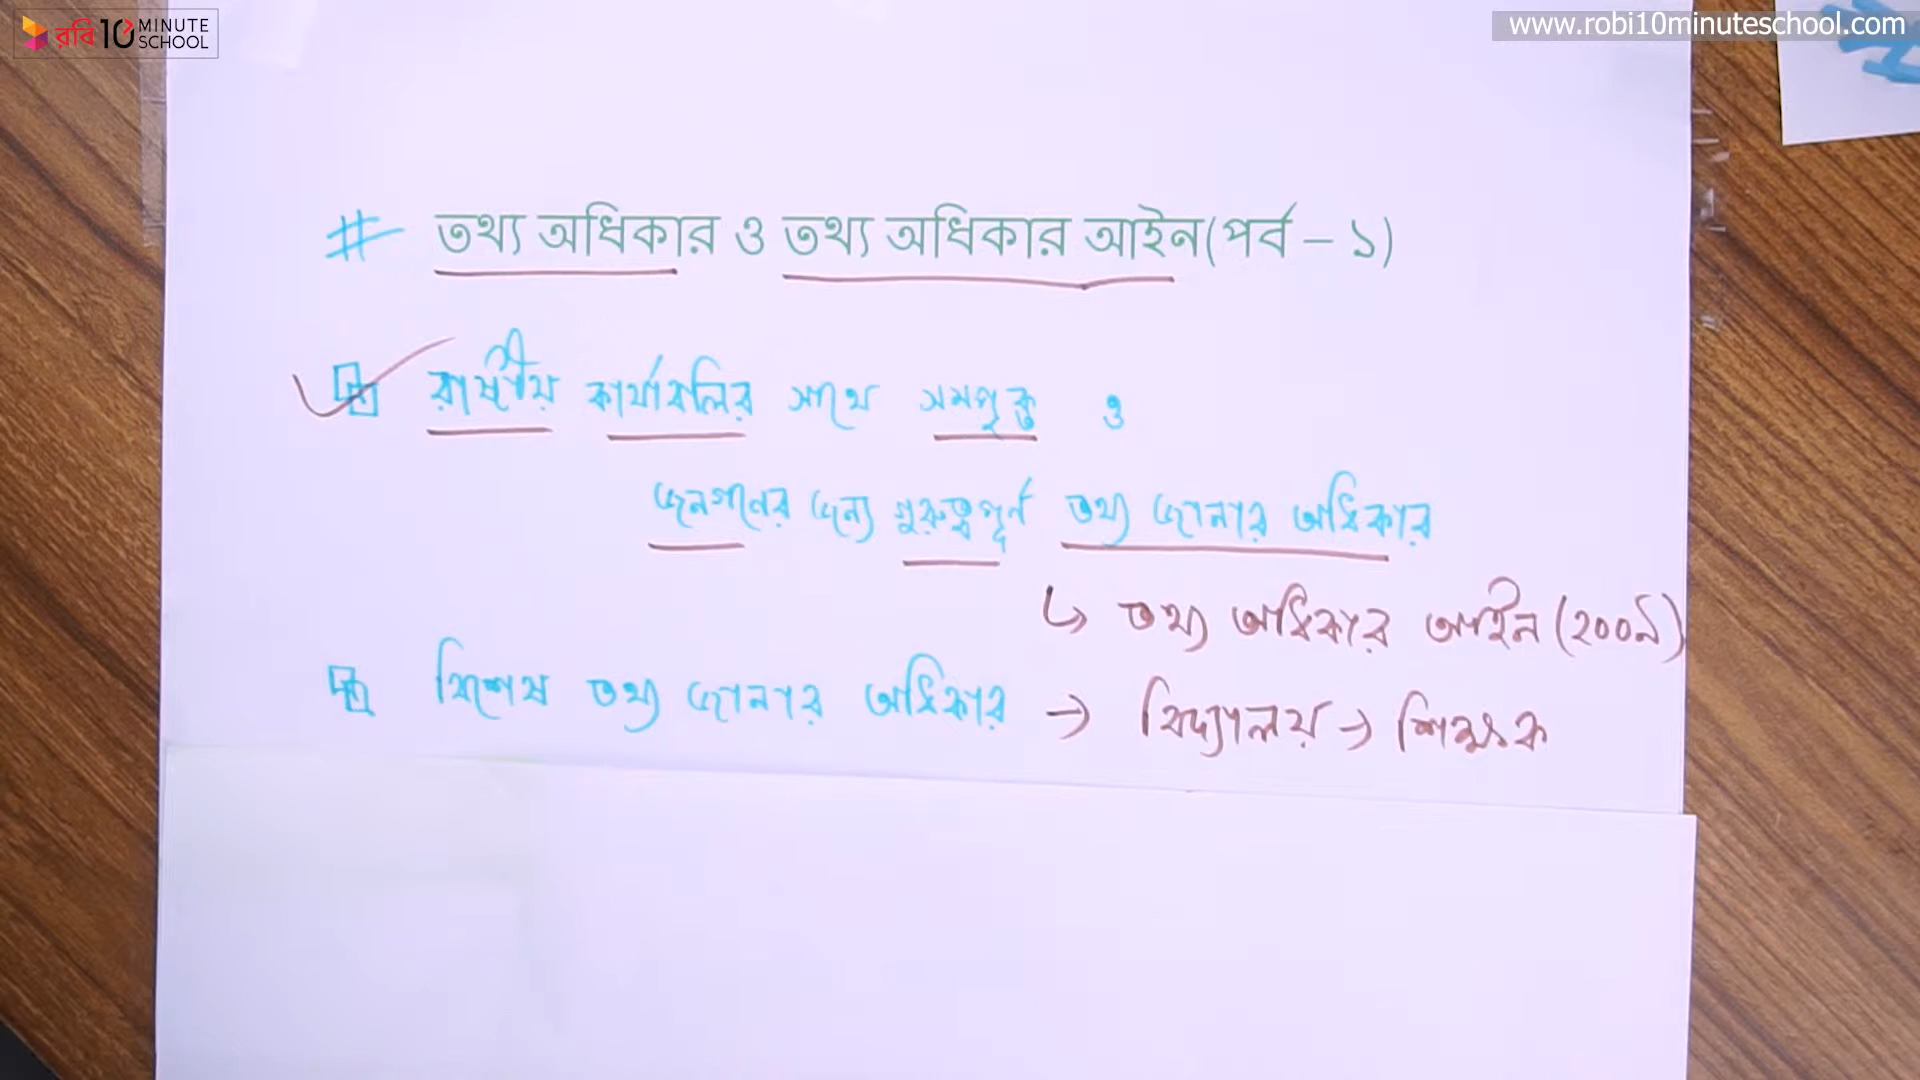 রবি 10 MINUTE SCHOOL
www.robi10minuteschool.com
# তথ্য অধিকার ও তথ্য অধিকার আইন(পর্ব – ১)
রাষ্ট্রীয় কার্যাবলির সাথে সমপৃক্ত ও
জনগনের জন্য গুরুত্বপূর্ণ তথ্য জানার অধিকার
↳ তথ্য অধিকার আইন (২০০৯)
বিশেষ তথ্য জানার অধিকার → বিদ্যালয় → শিক্ষক